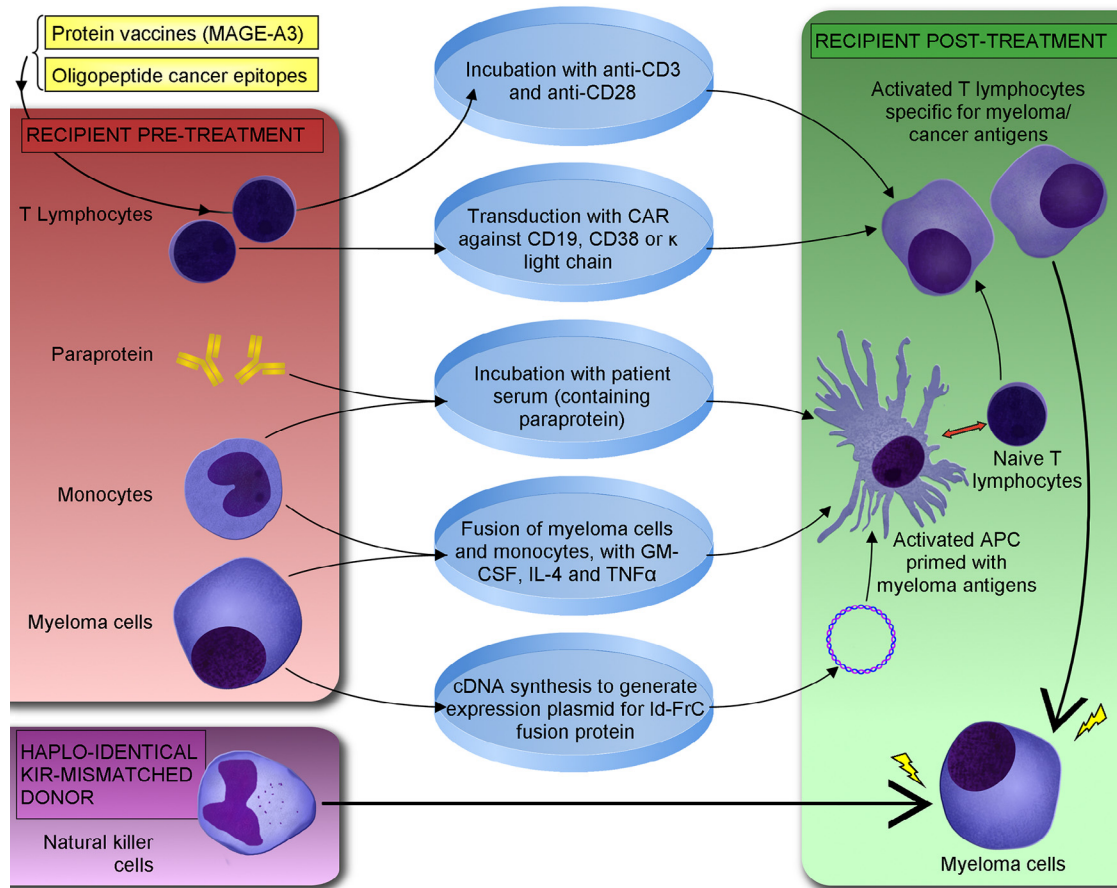 Protein vaccines (MAGE-A3)
Oligopeptide cancer epitopes
RECIPIENT PRE-TREATMENT
T Lymphocytes
Paraprotein
Monocytes
Myeloma cells
HAPLO-IDENTICAL
KIR-MISMATCHED
DONOR
Natural killer
cells
Incubation with anti-CD3
and anti-CD28
Transduction with CAR
against CD19, CD38 or κ
light chain
Incubation with patient
serum (containing
paraprotein)
Fusion of myeloma cells
and monocytes, with GM-
CSF, IL-4 and TNFα
cDNA synthesis to generate
expression plasmid for Id-FrC
fusion protein
RECIPIENT POST-TREATMENT
Activated T lymphocytes
specific for myeloma/
cancer antigens
Naive T
lymphocytes
Activated APC
primed with
myeloma antigens
Myeloma cells